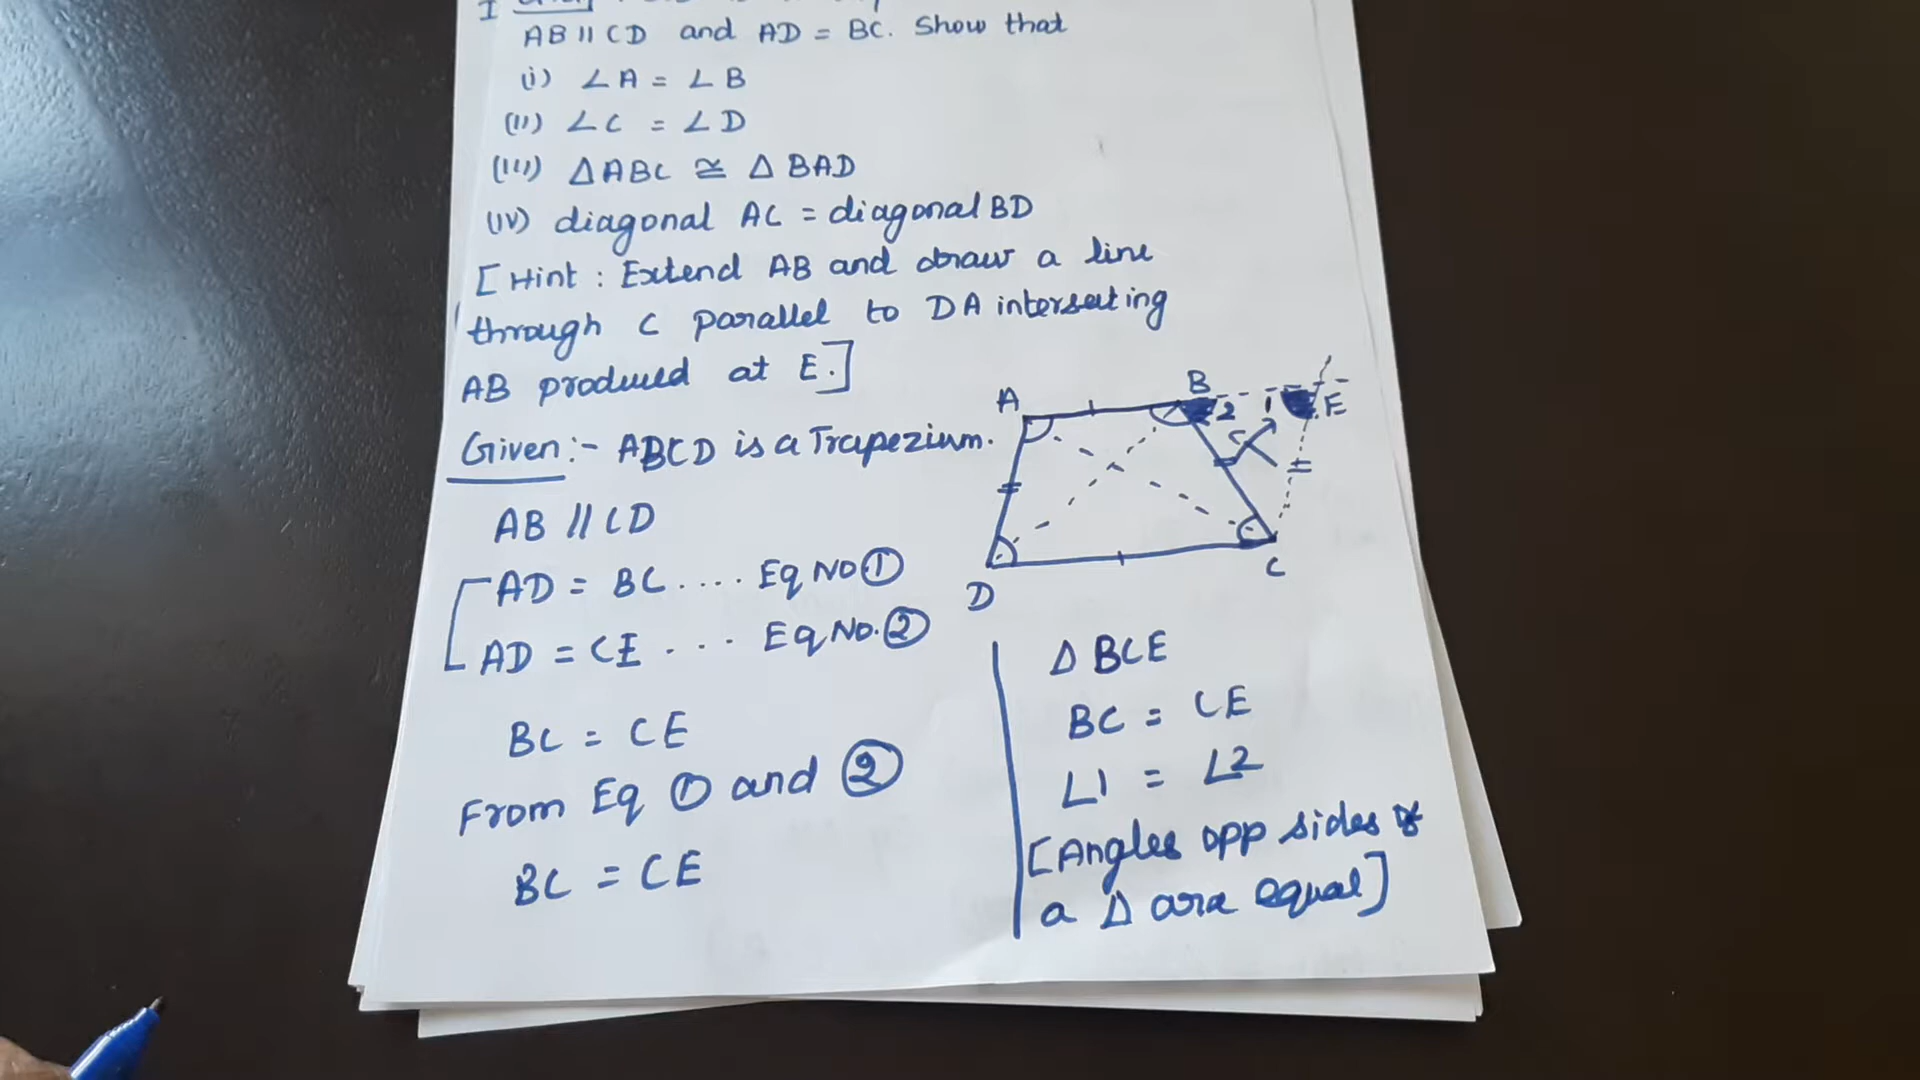 I
AB || CD and AD = BC. Show that
(i) ∠A = ∠B
(ii) ∠C = ∠D
(iii) ΔABC ≅ ΔBAD
(iv) diagonal AC = diagonal BD
[Hint : Extend AB and draw a line
through C parallel to DA intersecting
AB produced at E.]
Given :- ABCD is a Trapezium.
AB || CD
AD = BC .... Eq NO ①
AD = CE ... Eq No. ②
BC = CE
From Eq ① and ②
BC = CE
A
B
2
1
E
D
C
Δ BCE
BC = CE
∠1 = ∠2
[Angles opp sides of
a Δ are equal]